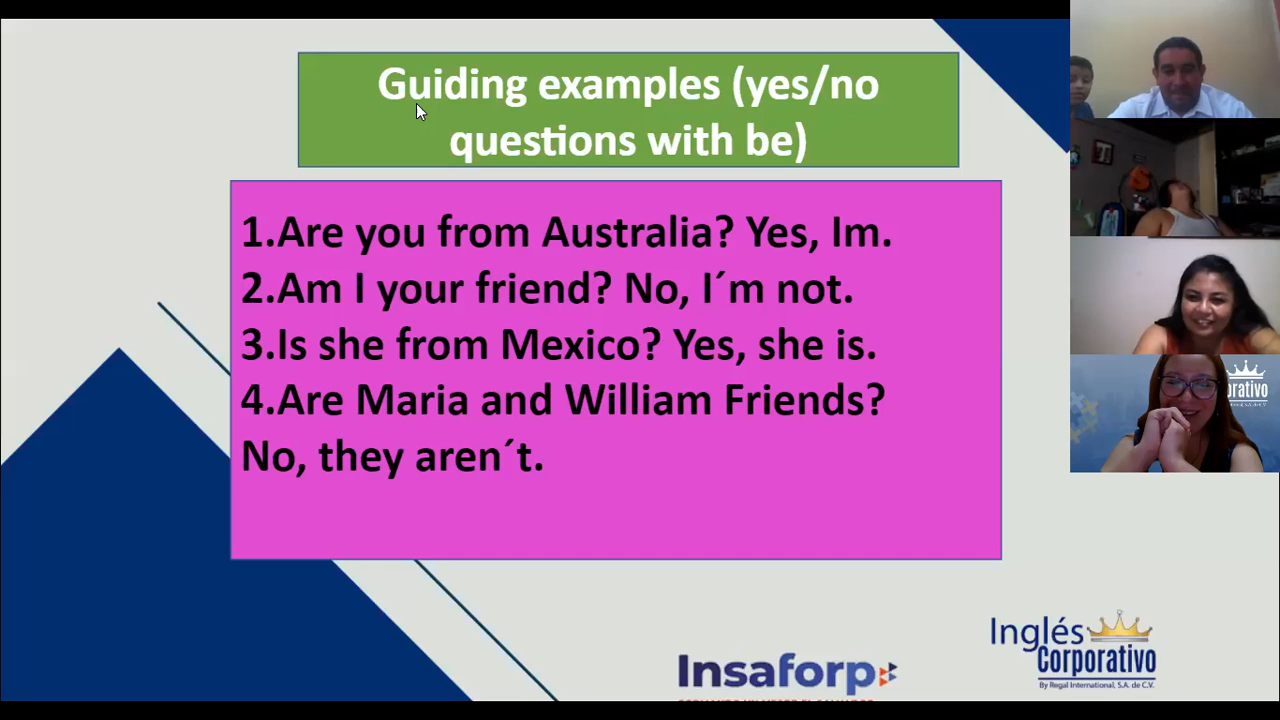 Guiding examples (yes/no
questions with be)
1.Are you from Australia? Yes, Im.
2.Am I your friend? No, I´m not.
3.Is she from Mexico? Yes, she is.
4.Are Maria and William Friends?
No, they aren´t.
T
orativo
Insaforp
Inglés
Corporativo
By Regal International, S.A. de C.V.